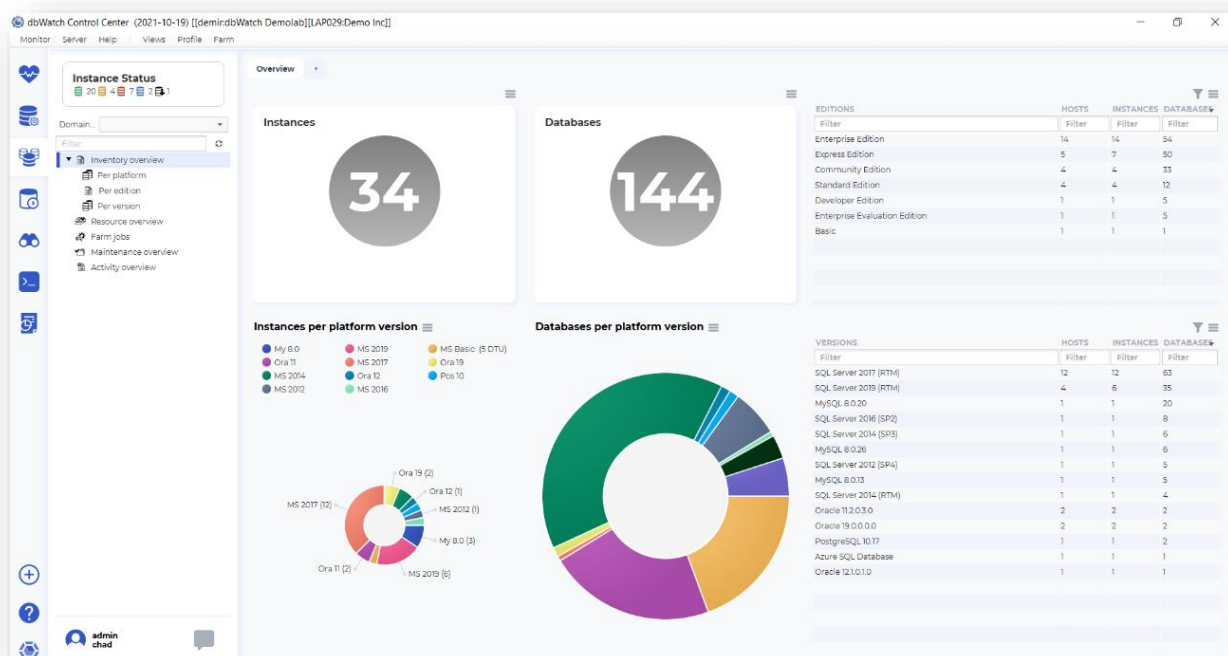 dbWatch Control Center (2021-10-19) [[demir:dbWatch Demolab][LAP029:Demo Inc]]
Monitor Server Help Views Profile Farm
Instance Status
20 4 7 2 1
Domain...
Filter
Inventory overview
Per platform
Per edition
Per version
Resource overview
Farm jobs
Maintenance overview
Activity overview
admin
chad
Overview +
Instances
34
Databases
144
EDITIONS HOSTS INSTANCES DATABASES
Filter Filter Filter Filter
Enterprise Edition 14 14 54
Express Edition 5 7 50
Community Edition 4 4 33
Standard Edition 4 4 12
Developer Edition 1 1 5
Enterprise Evaluation Edition 1 1 5
Basic 1 1 1
Instances per platform version
My 8.0 MS 2019 MS Basic (5 DTU)
Ora 11 MS 2017 Ora 19
MS 2014 Ora 12 Pos 10
MS 2012 MS 2016
Ora 19 (2)
Ora 12 (1)
MS 2017 (12)
MS 2012 (1)
My 8.0 (3)
Ora 11 (2)
MS 2019 (6)
Databases per platform version
VERSIONS HOSTS INSTANCES DATABASES
Filter Filter Filter Filter
SQL Server 2017 (RTM) 12 12 63
SQL Server 2019 (RTM) 4 6 35
MySQL 8.0.20 1 1 20
SQL Server 2016 (SP2) 1 1 8
SQL Server 2014 (SP3) 1 1 6
MySQL 8.0.26 1 1 6
SQL Server 2012 (SP4) 1 1 5
MySQL 8.0.13 1 1 5
SQL Server 2014 (RTM) 1 1 4
Oracle 11.2.0.3.0 2 2 2
Oracle 19.0.0.0.0 2 2 2
PostgreSQL 10.17 1 1 2
Azure SQL Database 1 1 1
Oracle 12.1.0.1.0 1 1 1